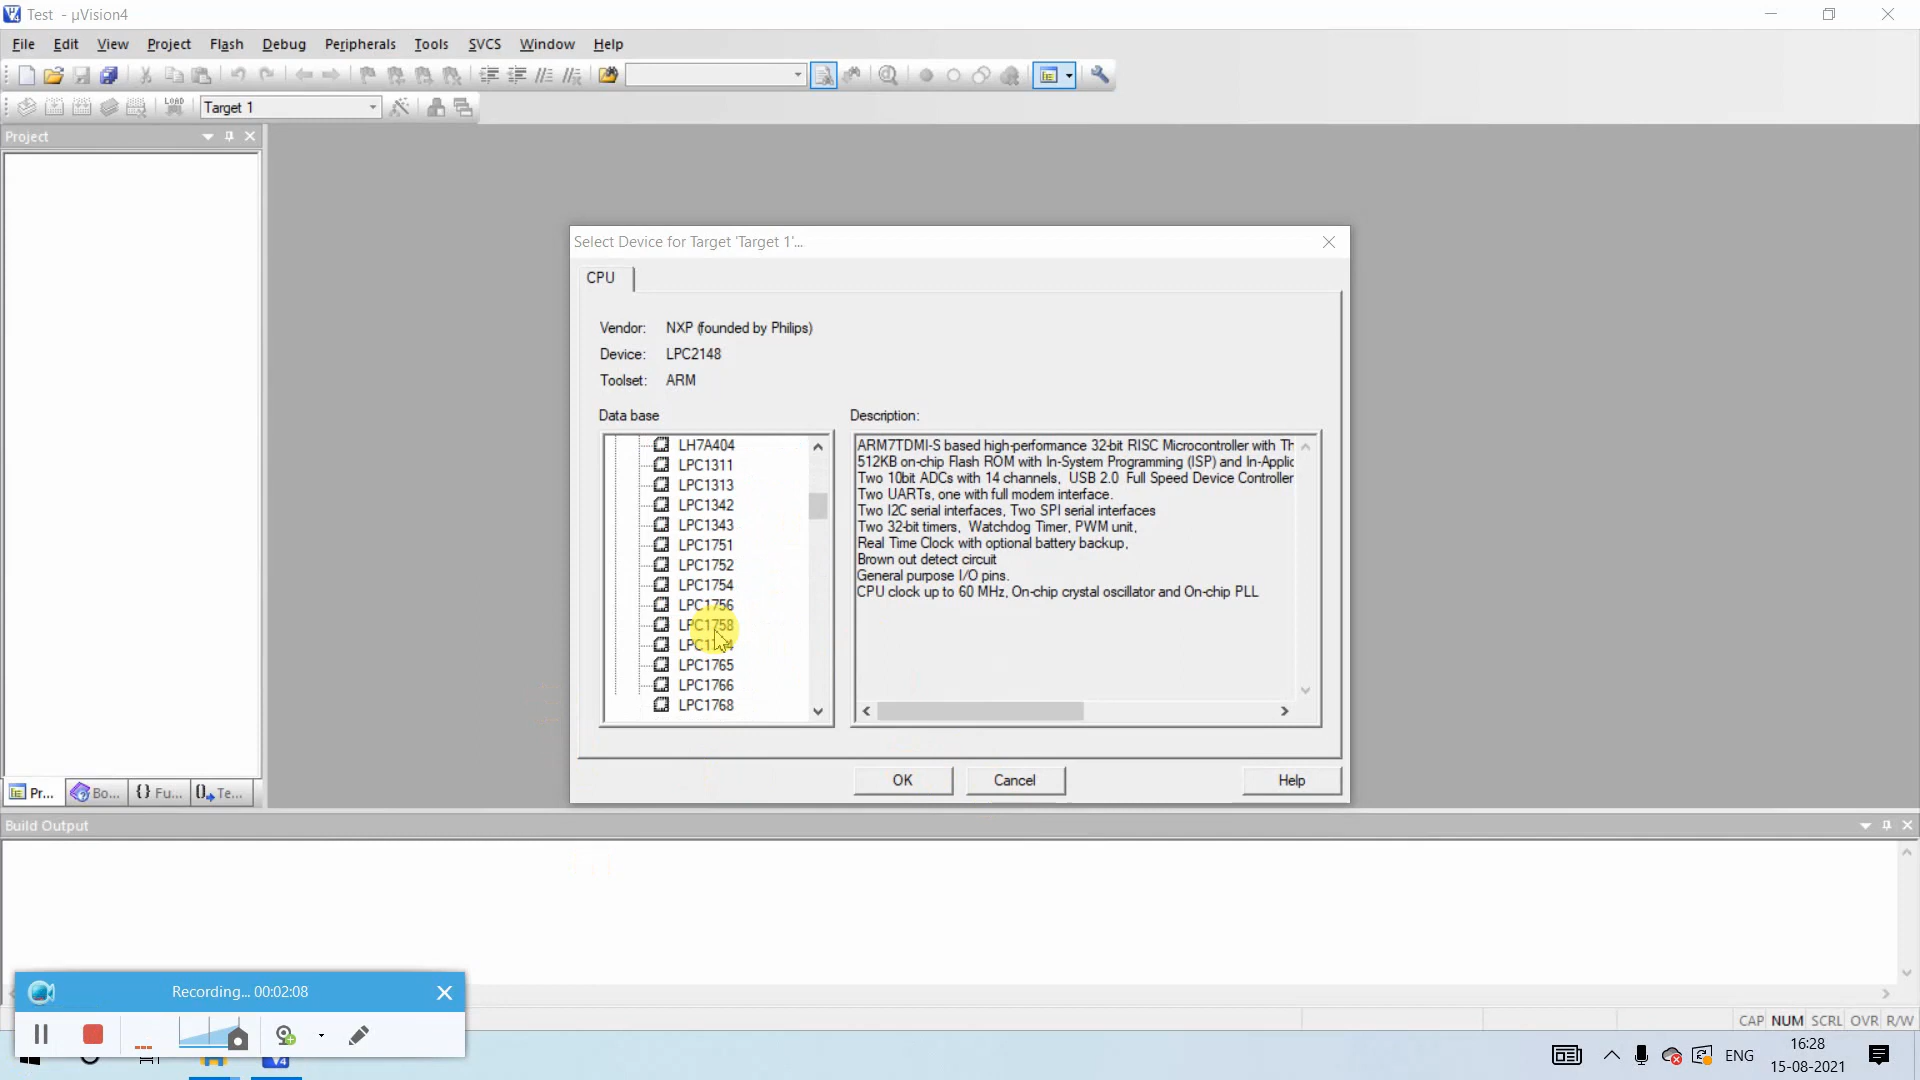 Test - µVision4
File Edit View Project Flash Debug Peripherals Tools SVCS Window Help
LOAD Target 1
Project
Select Device for Target 'Target 1'...
CPU
Vendor: NXP (founded by Philips)
Device: LPC2148
Toolset: ARM
Data base
Description:
LH7A404
LPC1311
LPC1313
LPC1342
LPC1343
LPC1751
LPC1752
LPC1754
LPC1756
LPC1758
LPC1765
LPC1766
LPC1768
ARM7TDMI-S based high-performance 32-bit RISC Microcontroller with Th
512KB on-chip Flash ROM with In-System Programming (ISP) and In-Applic
Two 10bit ADCs with 14 channels, USB 2.0 Full Speed Device Controller
Two UARTs, one with full modem interface.
Two I2C serial interfaces, Two SPI serial interfaces
Two 32-bit timers, Watchdog Timer, PWM unit,
Real Time Clock with optional battery backup,
Brown out detect circuit
General purpose I/O pins.
CPU clock up to 60 MHz, On-chip crystal oscillator and On-chip PLL
OK Cancel Help
Pr... Bo... {} Fu... Te...
Build Output
Recording... 00:02:08
CAP NUM SCRL OVR R/W
ENG
16:28
15-08-2021